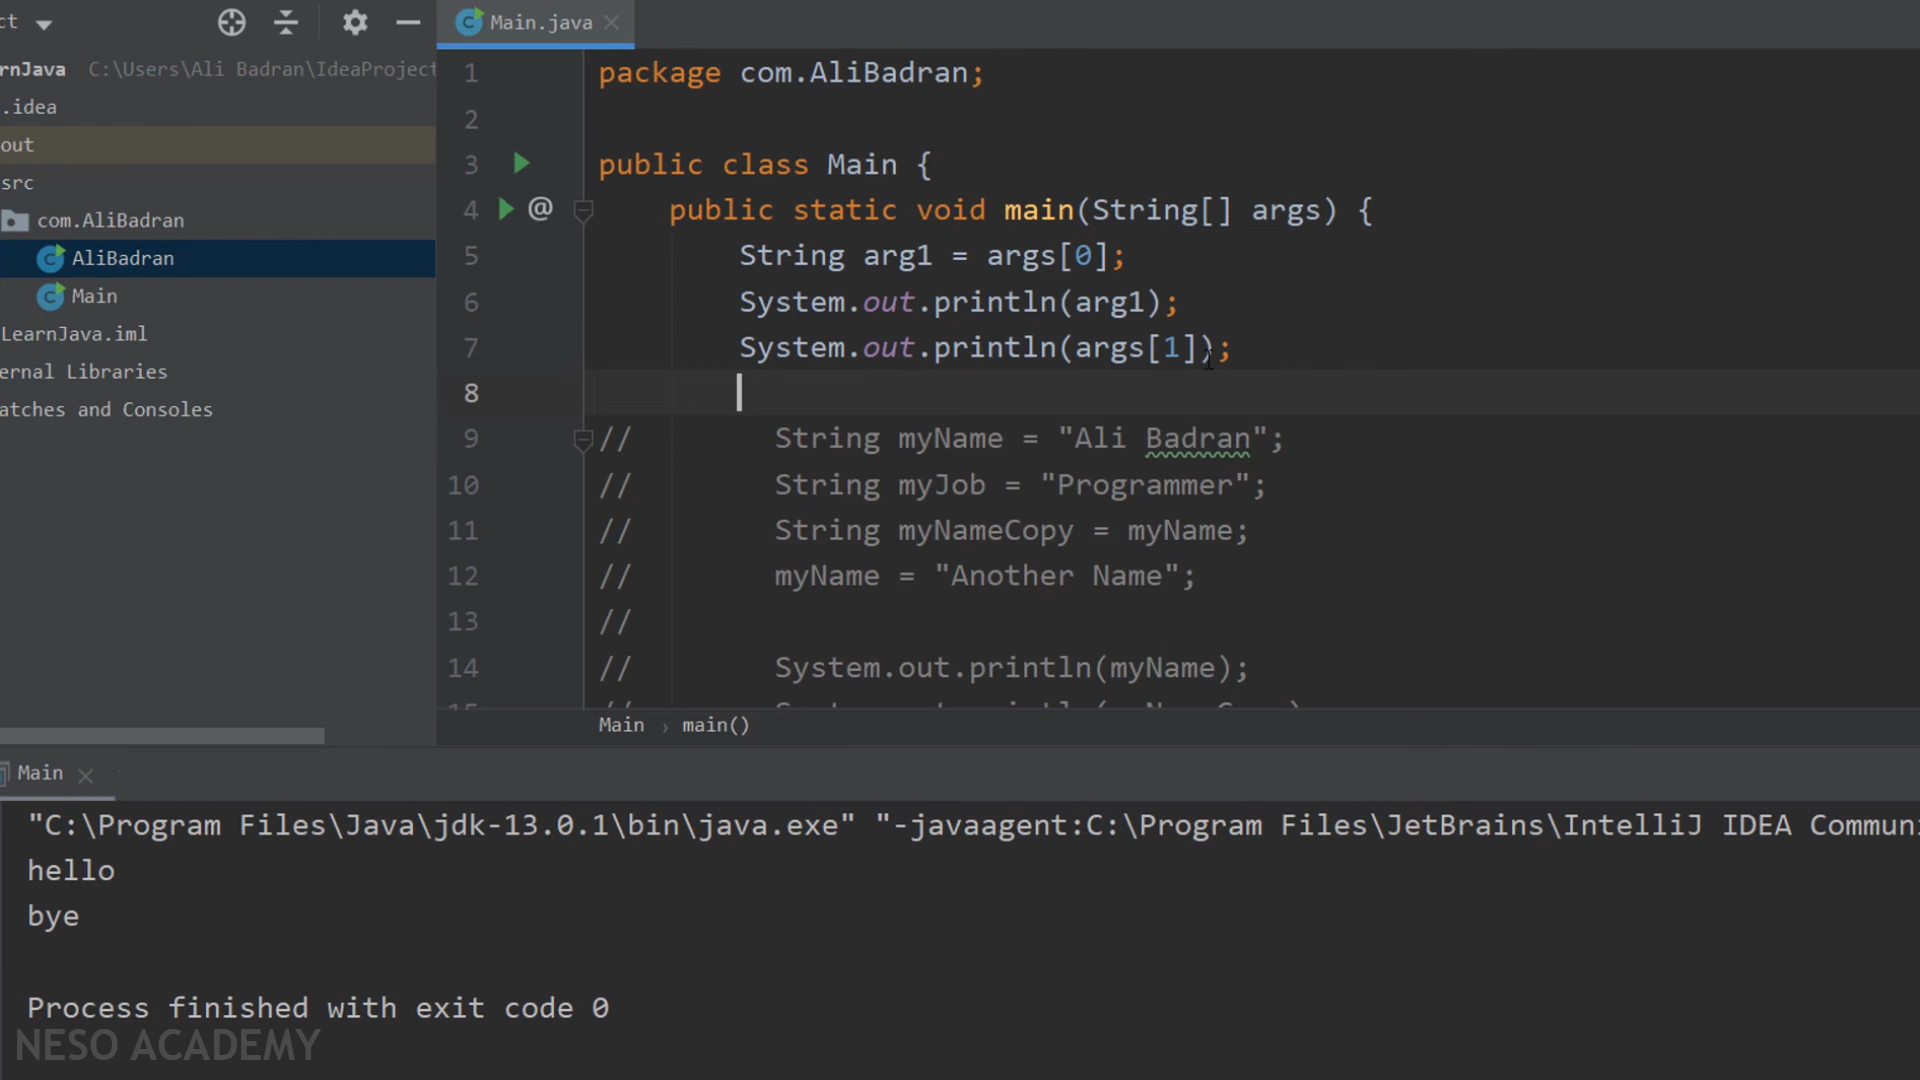 ct
Main.java
rnJava C:\Users\Ali Badran\IdeaProject
.idea
out
src
com.AliBadran
AliBadran
Main
LearnJava.iml
ernal Libraries
atches and Consoles
1 package com.AliBadran;
2
3 public class Main {
4 @ public static void main(String[] args) {
5 String arg1 = args[0];
6 System.out.println(arg1);
7 System.out.println(args[1]);
8
9 // String myName = "Ali Badran";
10 // String myJob = "Programmer";
11 // String myNameCopy = myName;
12 // myName = "Another Name";
13 //
14 // System.out.println(myName);
Main › main()
Main
"C:\Program Files\Java\jdk-13.0.1\bin\java.exe" "-javaagent:C:\Program Files\JetBrains\IntelliJ IDEA Commun
hello
bye
Process finished with exit code 0
NESO ACADEMY